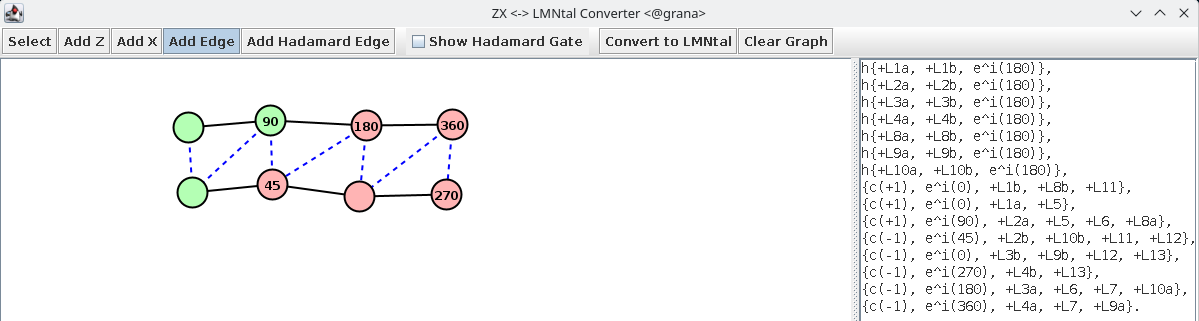 ZX <-> LMNtal Converter <@grana>
Select Add Z Add X Add Edge Add Hadamard Edge Show Hadamard Gate Convert to LMNtal Clear Graph
90 180 360
45 270
h{+L1a, +L1b, e^i(180)},
h{+L2a, +L2b, e^i(180)},
h{+L3a, +L3b, e^i(180)},
h{+L4a, +L4b, e^i(180)},
h{+L8a, +L8b, e^i(180)},
h{+L9a, +L9b, e^i(180)},
h{+L10a, +L10b, e^i(180)},
{c(+1), e^i(0), +L1b, +L8b, +L11},
{c(+1), e^i(0), +L1a, +L5},
{c(+1), e^i(90), +L2a, +L5, +L6, +L8a},
{c(-1), e^i(45), +L2b, +L10b, +L11, +L12},
{c(-1), e^i(0), +L3b, +L9b, +L12, +L13},
{c(-1), e^i(270), +L4b, +L13},
{c(-1), e^i(180), +L3a, +L6, +L7, +L10a},
{c(-1), e^i(360), +L4a, +L7, +L9a}.